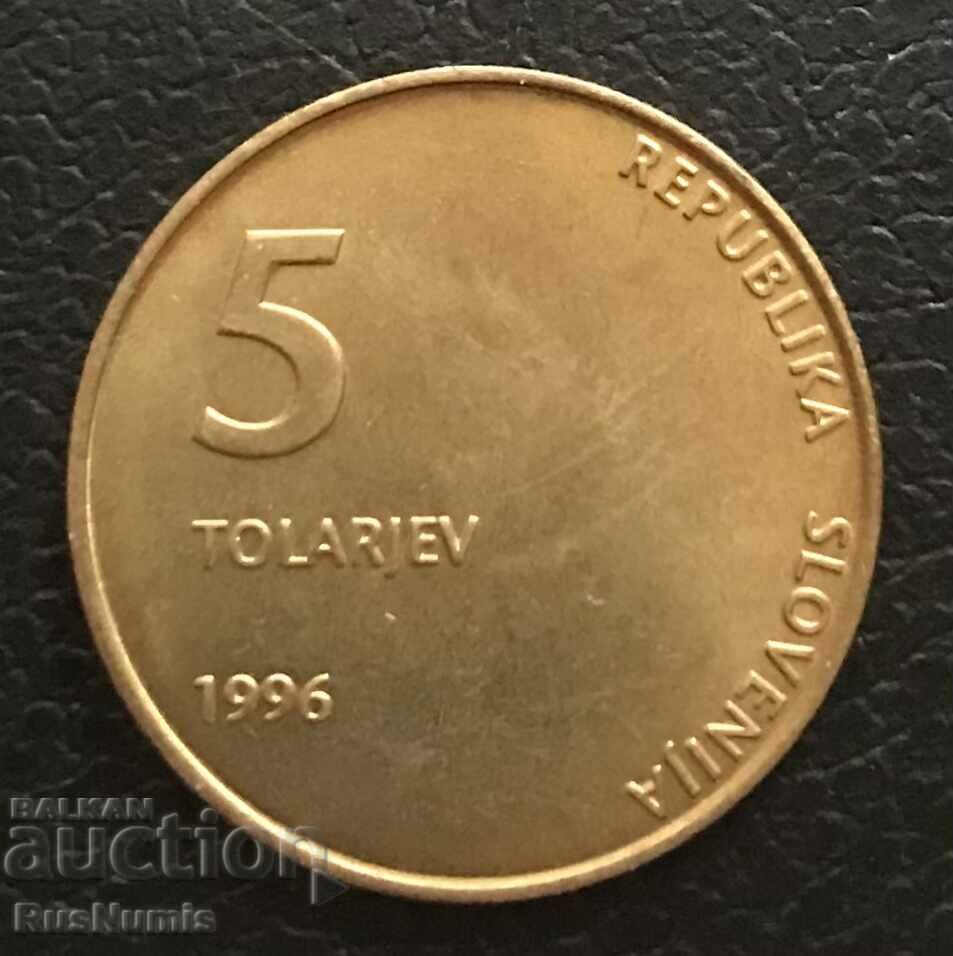 5
TOLARJEV
1996
REPUBLIKA SLOVENIJA
BALKAN
auction
RusNumis